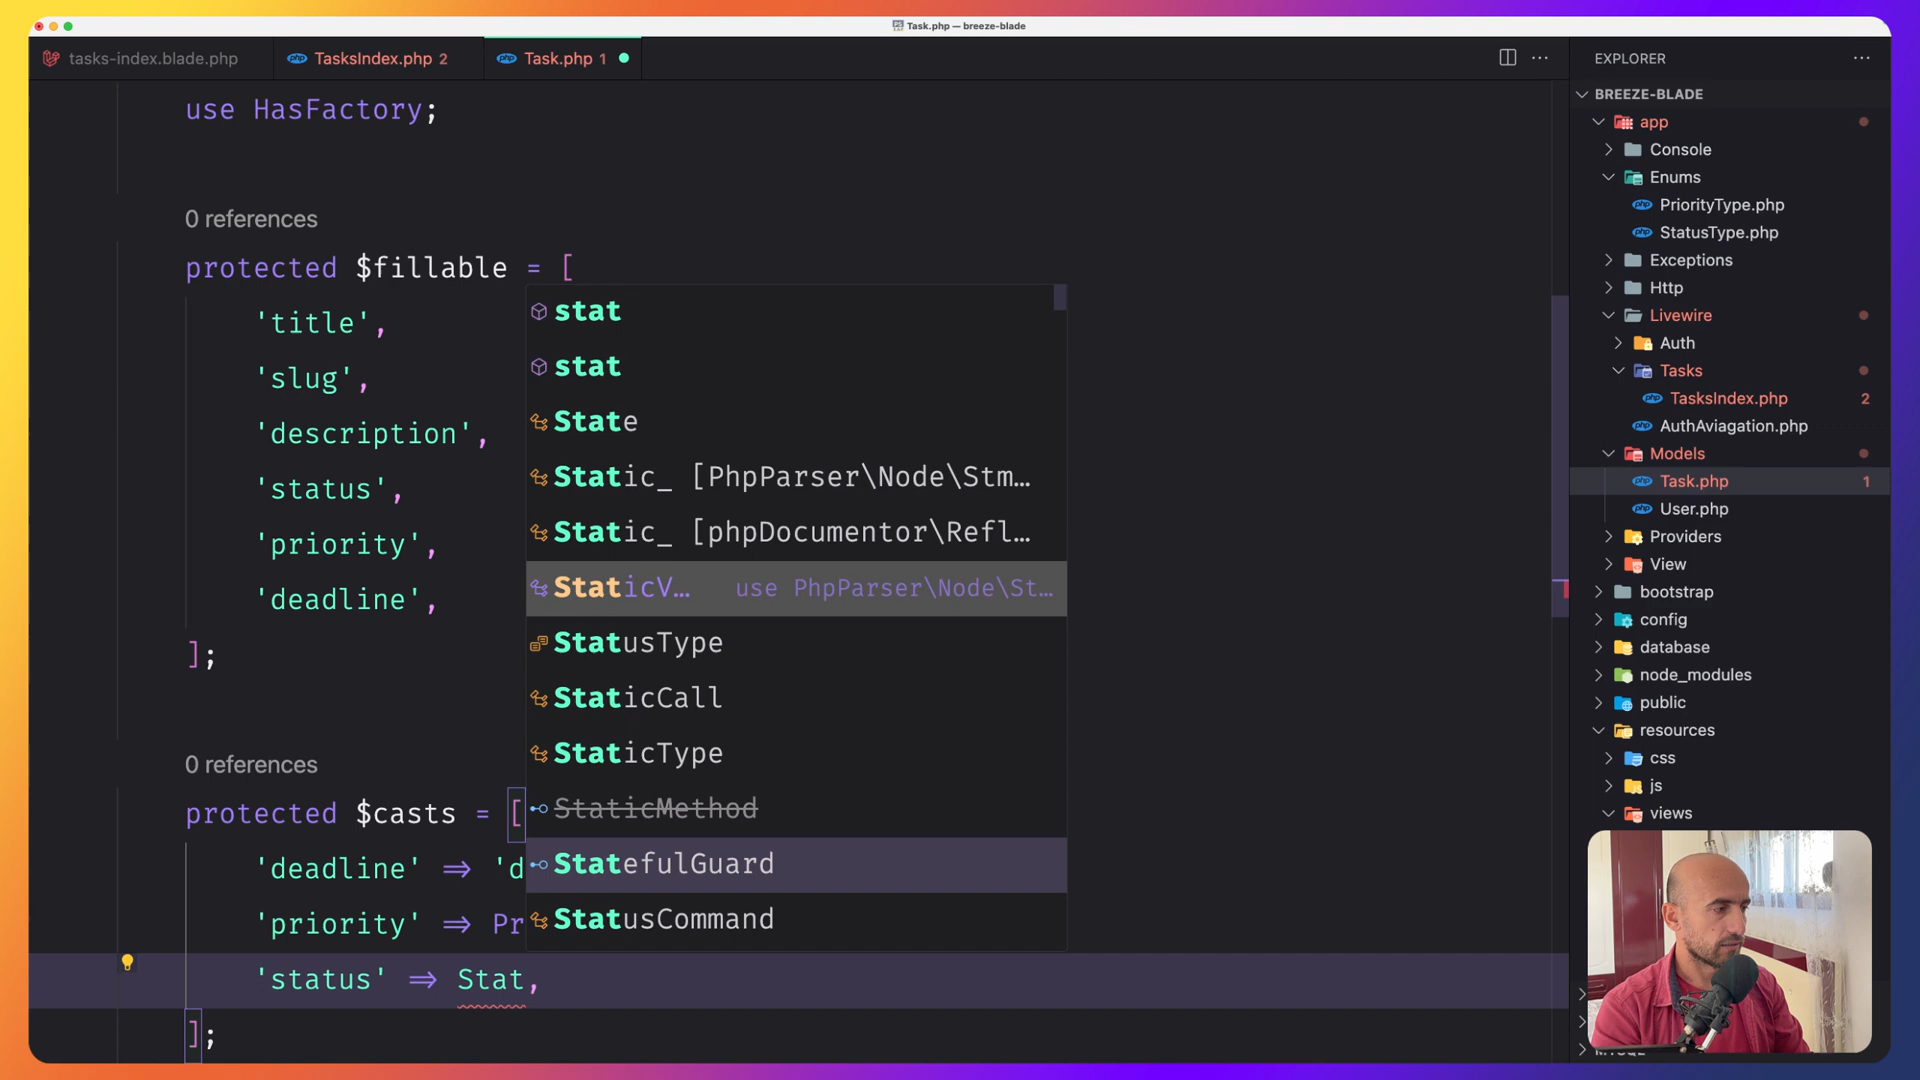 Task.php — breeze-blade
tasks-index.blade.php
TasksIndex.php 2
Task.php 1
use HasFactory;
0 references
protected $fillable = [
'title',
'slug',
'description',
'status',
'priority',
'deadline',
];
0 references
protected $casts = [
'deadline' => 'd
'priority' => Pr
'status' => Stat,
];
stat
stat
State
Static_ [PhpParser\Node\Stm...
Static_ [phpDocumentor\Refl...
StaticV... use PhpParser\Node\St...
StatusType
StaticCall
StaticType
StaticMethod
StatefulGuard
StatusCommand
EXPLORER
BREEZE-BLADE
app
Console
Enums
PriorityType.php
StatusType.php
Exceptions
Http
Livewire
Auth
Tasks
TasksIndex.php 2
AuthAviagation.php
Models
Task.php 1
User.php
Providers
View
bootstrap
config
database
node_modules
public
resources
css
js
views